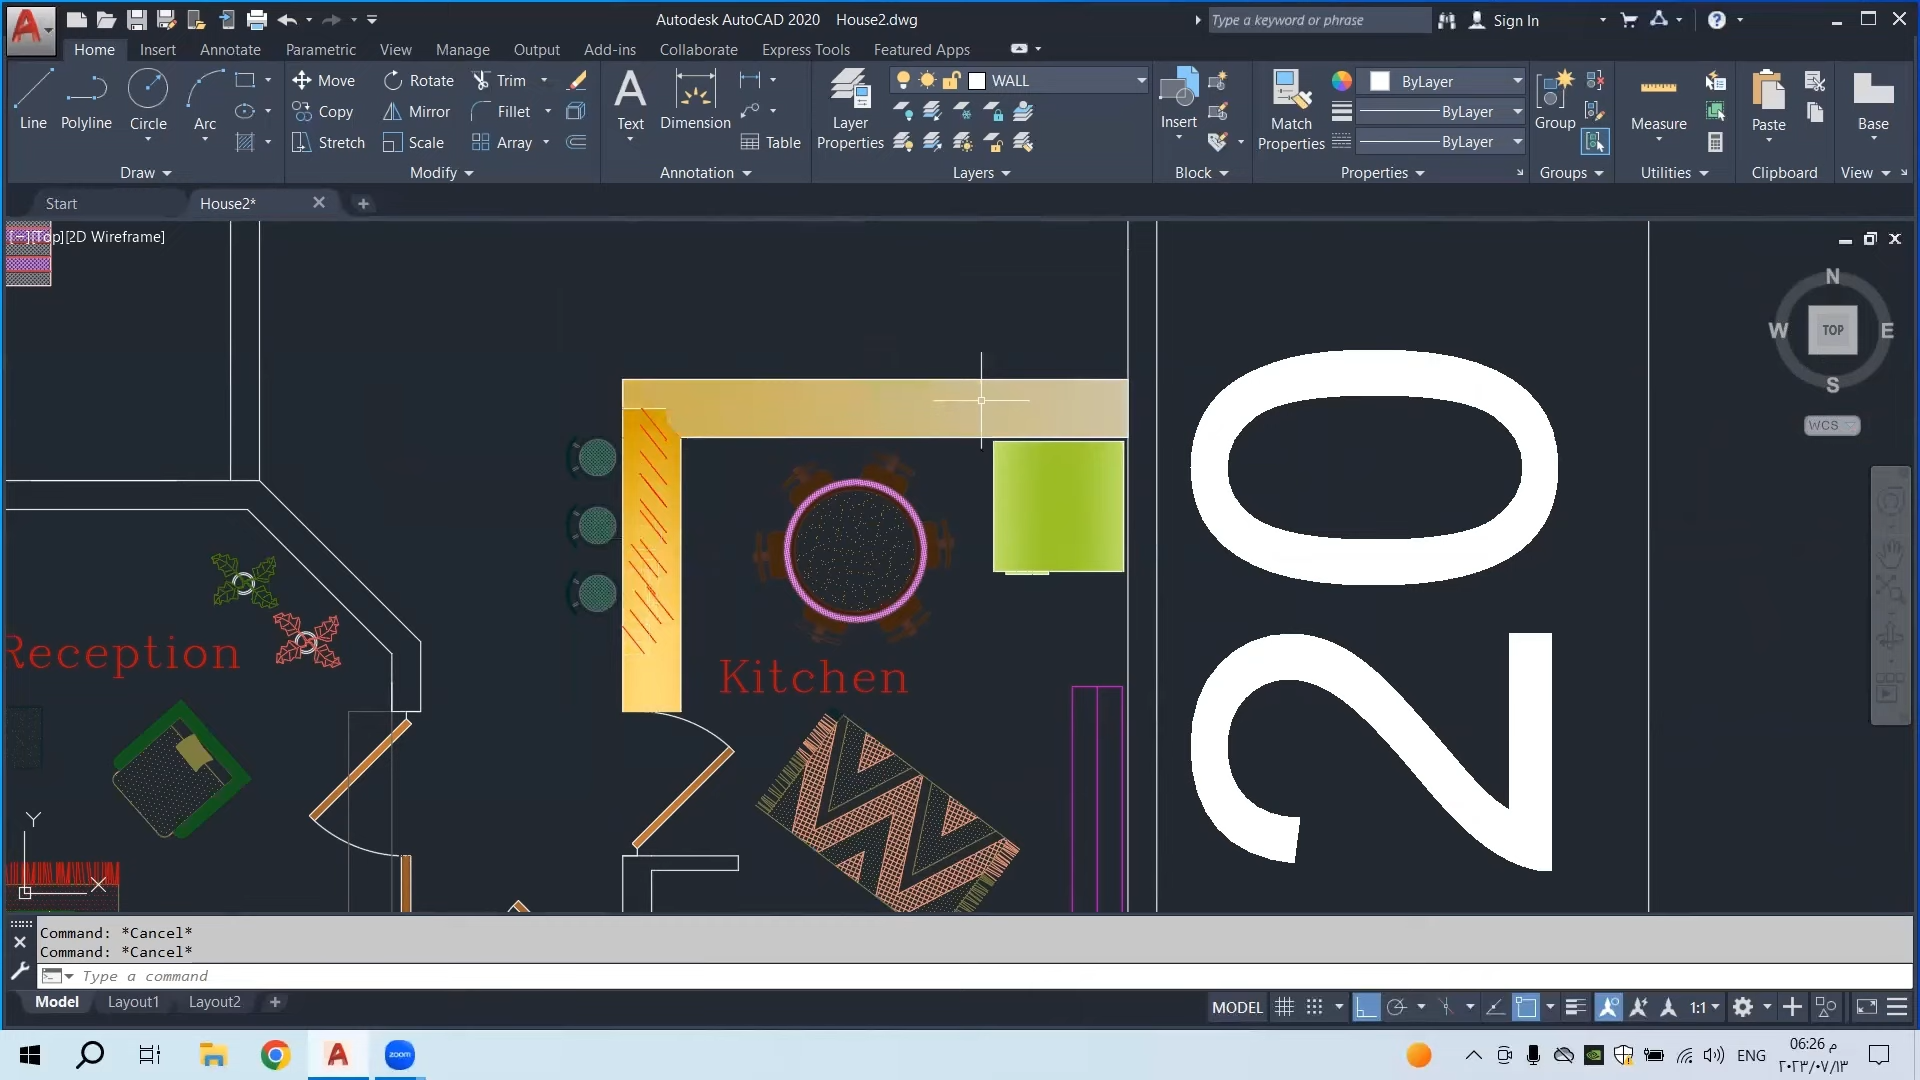 Autodesk AutoCAD 2020 House2.dwg
Type a keyword or phrase
Sign In
Home Insert Annotate Parametric View Manage Output Add-ins Collaborate Express Tools Featured Apps
Line
Polyline
Circle
Arc
Draw
Move
Rotate
Trim
Copy
Mirror
Fillet
Stretch
Scale
Array
Modify
Text
Dimension
Table
Annotation
Layer
Properties
WALL
Layers
Insert
Block
Match
Properties
ByLayer
ByLayer
ByLayer
Properties
Group
Groups
Measure
Utilities
Paste
Clipboard
Base
View
Start
House2*
[−][Top][2D Wireframe]
N
W
TOP
E
S
WCS
20
Reception
Kitchen
Y
X
Command: *Cancel*
Command: *Cancel*
Type a command
Model
Layout1
Layout2
MODEL
1:1
zoom
ENG
06:26 م
٢٠٢٣/٠٧/١٣